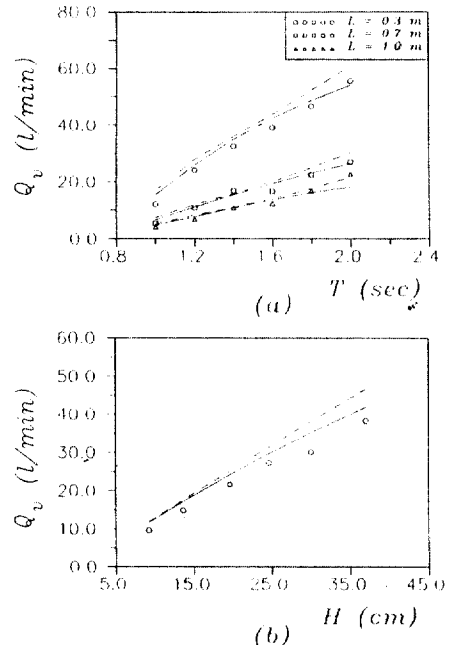 L = 0.3 m
L = 0.7 m
L = 1.0 m
80.0
60.0
40.0
20.0
0.0
Q_v (l/min)
0.8 1.2 1.6 2.0 2.4
(a) T (sec)
60.0
50.0
40.0
30.0
20.0
10.0
0.0
Q_v (l/min)
5.0 15.0 25.0 35.0 45.0
(b) H (cm)